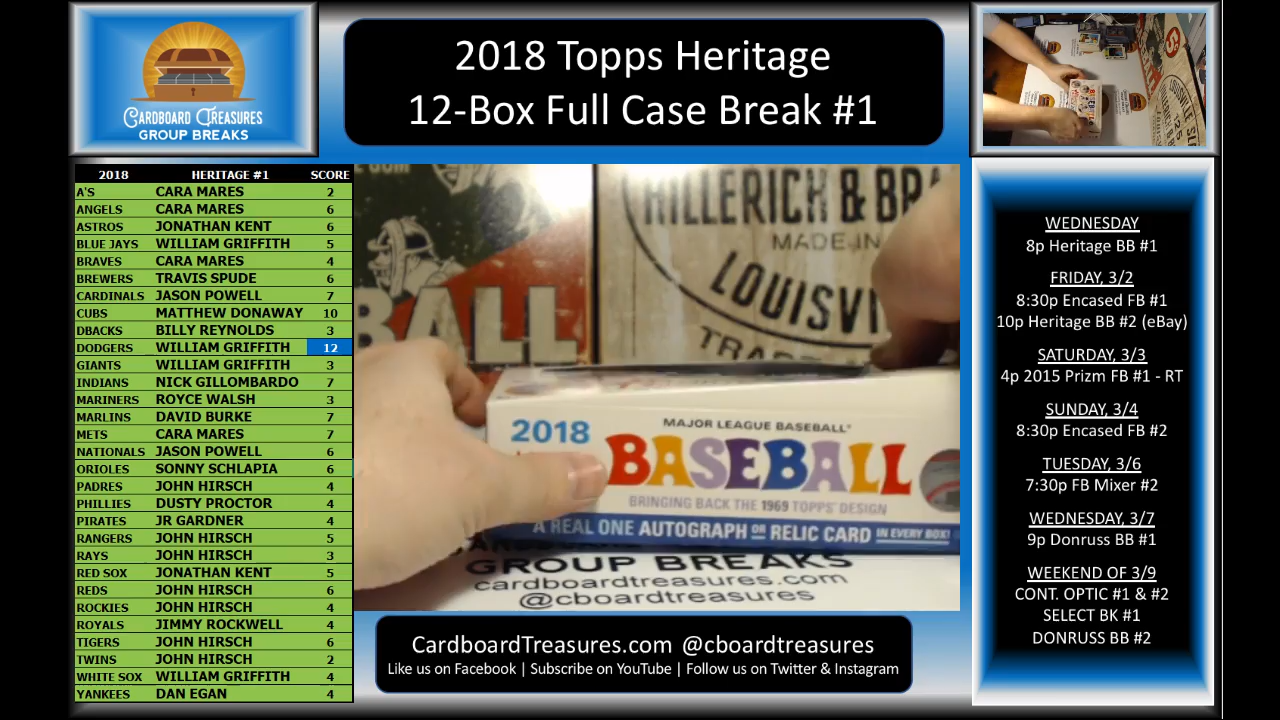 CARDBOARD TREASURES
GROUP BREAKS
2018 Topps Heritage
12-Box Full Case Break #1
2018 HERITAGE #1 SCORE
A'S CARA MARES 2
ANGELS CARA MARES 6
ASTROS JONATHAN KENT 6
BLUE JAYS WILLIAM GRIFFITH 5
BRAVES CARA MARES 4
BREWERS TRAVIS SPUDE 6
CARDINALS JASON POWELL 7
CUBS MATTHEW DONAWAY 10
DBACKS BILLY REYNOLDS 3
DODGERS WILLIAM GRIFFITH 12
GIANTS WILLIAM GRIFFITH 3
INDIANS NICK GILLOMBARDO 7
MARINERS ROYCE WALSH 3
MARLINS DAVID BURKE 7
METS CARA MARES 7
NATIONALS JASON POWELL 6
ORIOLES SONNY SCHLAPIA 6
PADRES JOHN HIRSCH 4
PHILLIES DUSTY PROCTOR 4
PIRATES JR GARDNER 4
RANGERS JOHN HIRSCH 5
RAYS JOHN HIRSCH 3
RED SOX JONATHAN KENT 5
REDS JOHN HIRSCH 6
ROCKIES JOHN HIRSCH 4
ROYALS JIMMY ROCKWELL 4
TIGERS JOHN HIRSCH 6
TWINS JOHN HIRSCH 2
WHITE SOX WILLIAM GRIFFITH 4
YANKEES DAN EGAN 4
BALL
HILLERICH & BRA
MADE IN
LOUISVI
TRADE
2018
MAJOR LEAGUE BASEBALL
BASEBALL
BRINGING BACK THE 1969 TOPPS® DESIGN
A REAL ONE AUTOGRAPH OR RELIC CARD IN EVERY BOX!
GROUP BREAKS
cardboardtreasures.com
@cboardtreasures
CardboardTreasures.com @cboardtreasures
Like us on Facebook | Subscribe on YouTube | Follow us on Twitter & Instagram
WEDNESDAY
8p Heritage BB #1
FRIDAY, 3/2
8:30p Encased FB #1
10p Heritage BB #2 (eBay)
SATURDAY, 3/3
4p 2015 Prizm FB #1 - RT
SUNDAY, 3/4
8:30p Encased FB #2
TUESDAY, 3/6
7:30p FB Mixer #2
WEDNESDAY, 3/7
9p Donruss BB #1
WEEKEND OF 3/9
CONT. OPTIC #1 & #2
SELECT BK #1
DONRUSS BB #2